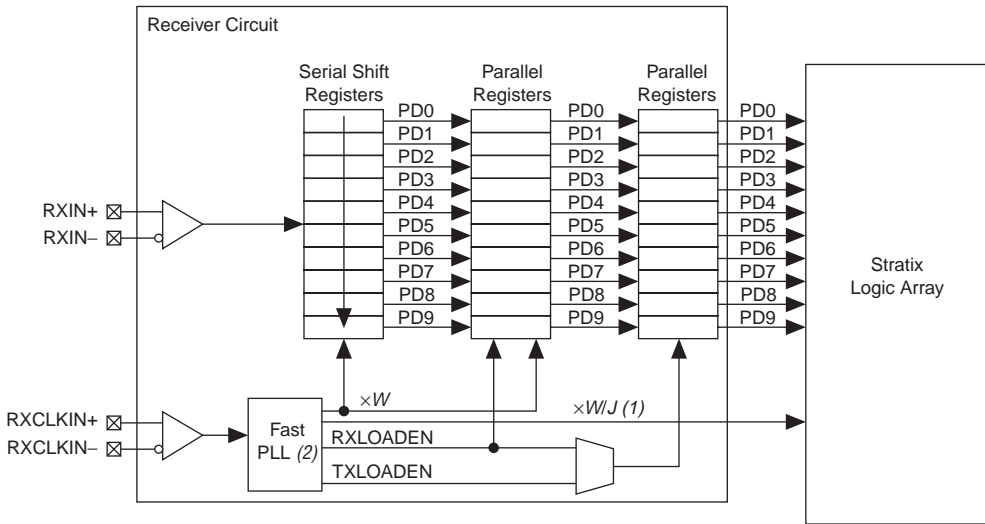 Receiver Circuit
Serial Shift
Registers
Parallel
Registers
Parallel
Registers
PD0 PD0 PD0
PD1 PD1 PD1
PD2 PD2 PD2
PD3 PD3 PD3
PD4 PD4 PD4
PD5 PD5 PD5
PD6 PD6 PD6
PD7 PD7 PD7
PD8 PD8 PD8
PD9 PD9 PD9
RXIN+
RXIN−
Stratix
Logic Array
×W
×W/J (1)
RXCLKIN+
RXCLKIN−
Fast
PLL (2)
RXLOADEN
TXLOADEN